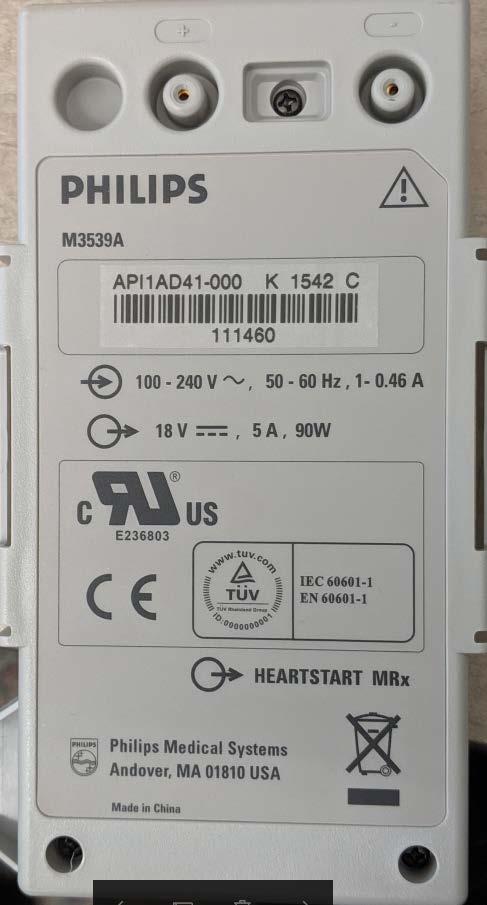 + -
PHILIPS
M3539A
API1AD41-000 K 1542 C
111460
100 - 240 V ~, 50 - 60 Hz , 1- 0.46 A
18 V ⎓ , 5 A , 90W
C RU ® US
E236803
CE
www.tuv.com
TÜV
TÜV Rheinland Group
ID:0000000001
IEC 60601-1
EN 60601-1
HEARTSTART MRx
PHILIPS
Philips Medical Systems
Andover, MA 01810 USA
Made in China